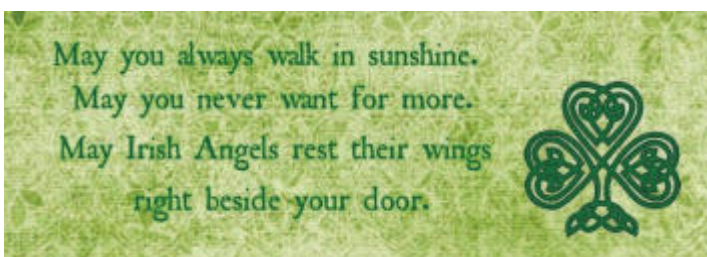 May you always walk in sunshine.
May you never want for more.
May Irish Angels rest their wings
right beside your door.